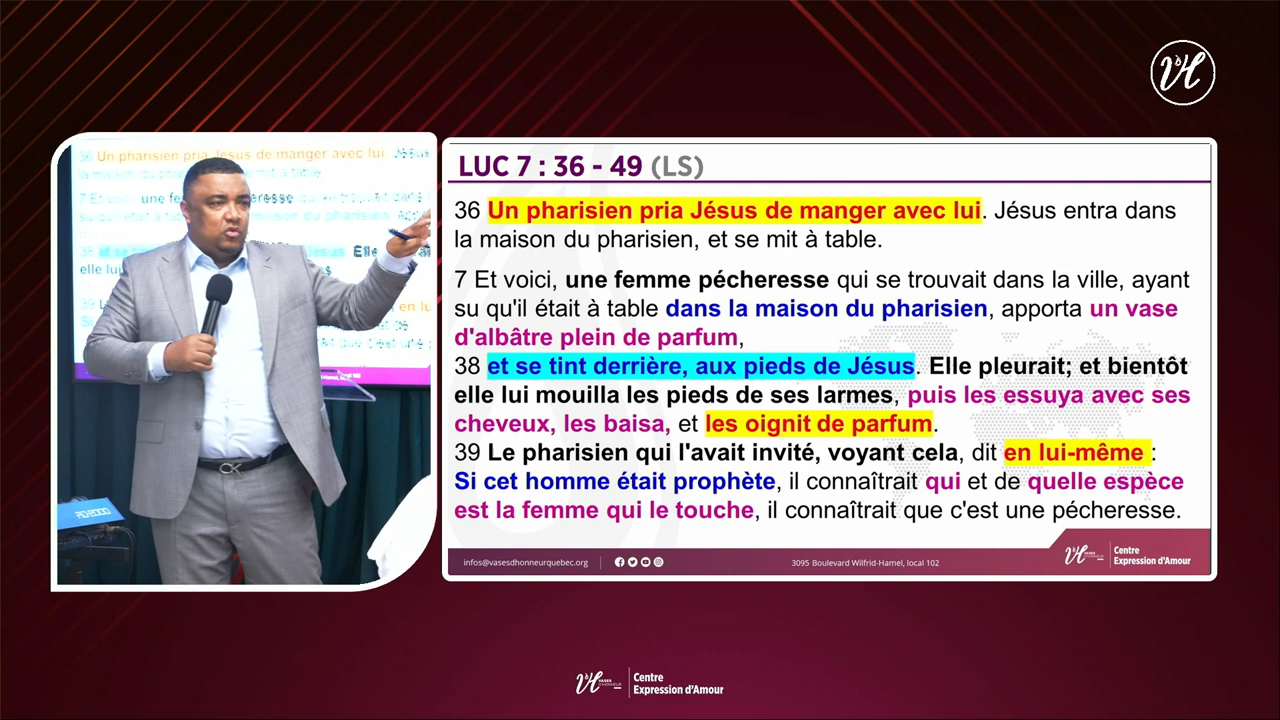 VH
36 Un pharisien pria Jésus de manger avec lui
la maison
elle lui
LUC 7 : 36 - 49 (LS)
36 Un pharisien pria Jésus de manger avec lui. Jésus entra dans
la maison du pharisien, et se mit à table.
7 Et voici, une femme pécheresse qui se trouvait dans la ville, ayant
su qu'il était à table dans la maison du pharisien, apporta un vase
d'albâtre plein de parfum,
38 et se tint derrière, aux pieds de Jésus. Elle pleurait; et bientôt
elle lui mouilla les pieds de ses larmes, puis les essuya avec ses
cheveux, les baisa, et les oignit de parfum.
39 Le pharisien qui l'avait invité, voyant cela, dit en lui-même :
Si cet homme était prophète, il connaîtrait qui et de quelle espèce
est la femme qui le touche, il connaîtrait que c'est une pécheresse.
infos@vasesdhonneurquebec.org
3095 Boulevard Wilfrid-Hamel, local 102
Centre
Expression d'Amour
Centre
Expression d'Amour